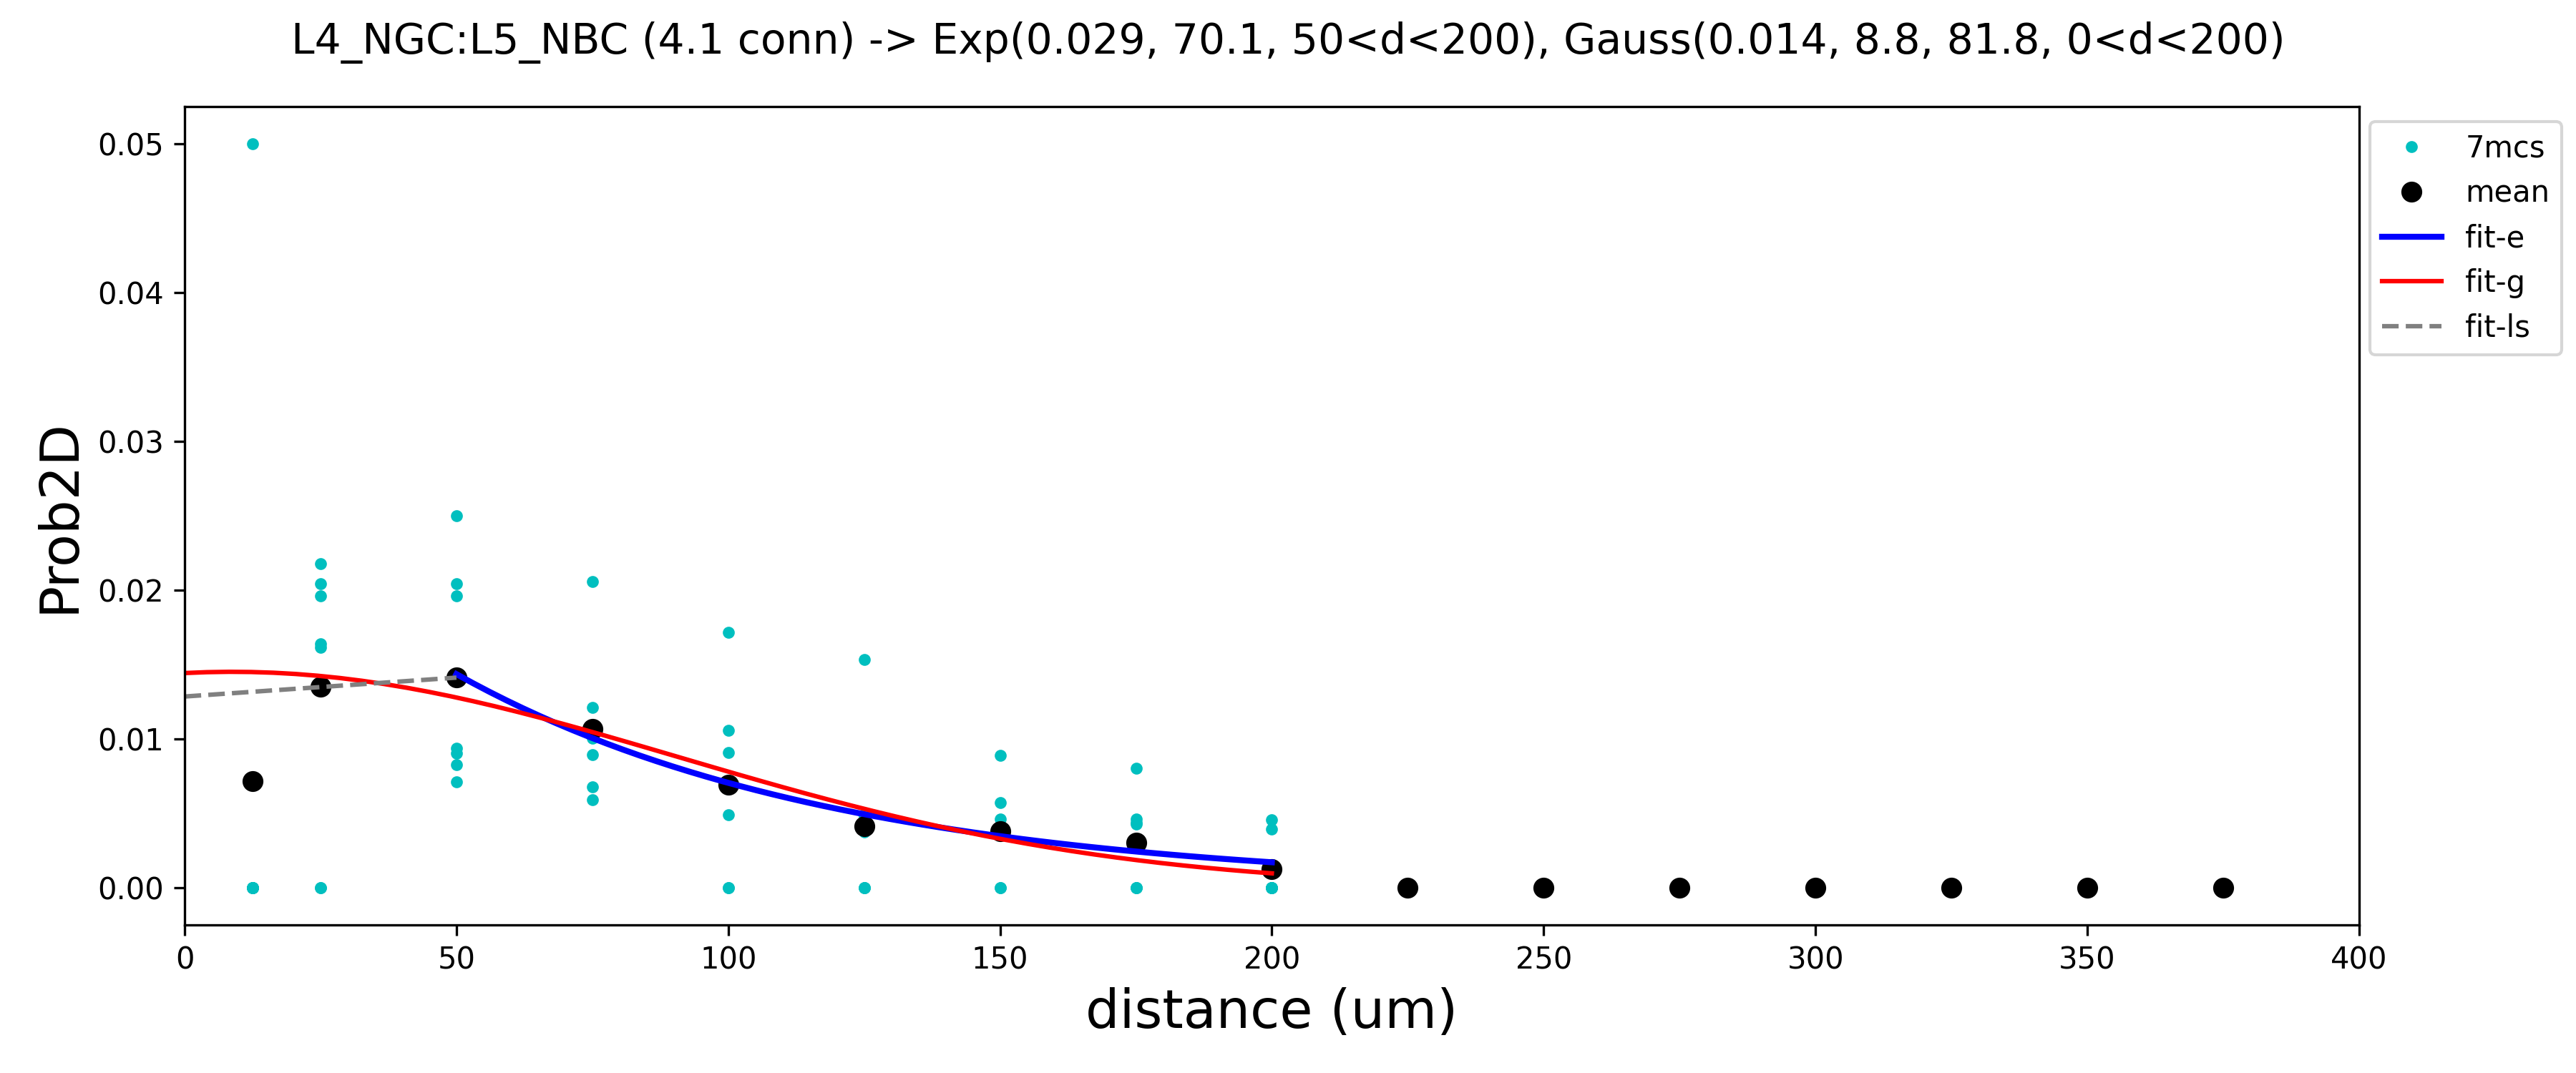 L4_NGC:L5_NBC (4.1 conn) -> Exp(0.029, 70.1, 50<d<200), Gauss(0.014, 8.8, 81.8, 0<d<200)
0.05
0.04
0.03
0.02
0.01
0.00
Prob2D
0 50 100 150 200 250 300 350 400
distance (um)
7mcs
mean
fit-e
fit-g
fit-ls